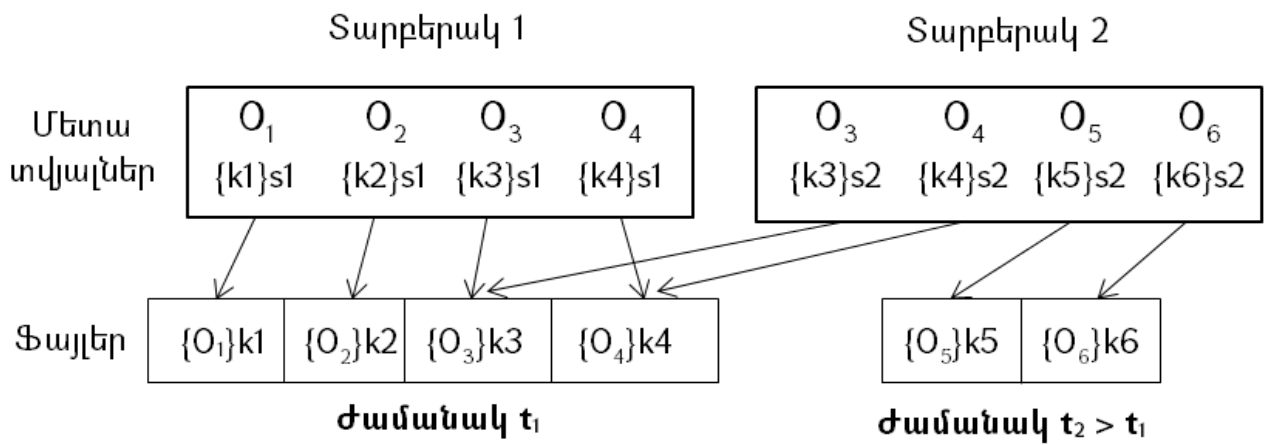 Տարբերակ 1 Տարբերակ 2
Մետա տվյալներ
O₁ O₂ O₃ O₄
{k1}s1 {k2}s1 {k3}s1 {k4}s1
O₃ O₄ O₅ O₆
{k3}s2 {k4}s2 {k5}s2 {k6}s2
Ֆայլեր {O₁}k1 {O₂}k2 {O₃}k3 {O₄}k4 {O₅}k5 {O₆}k6
ժամանակ t₁ ժամանակ t₂ > t₁